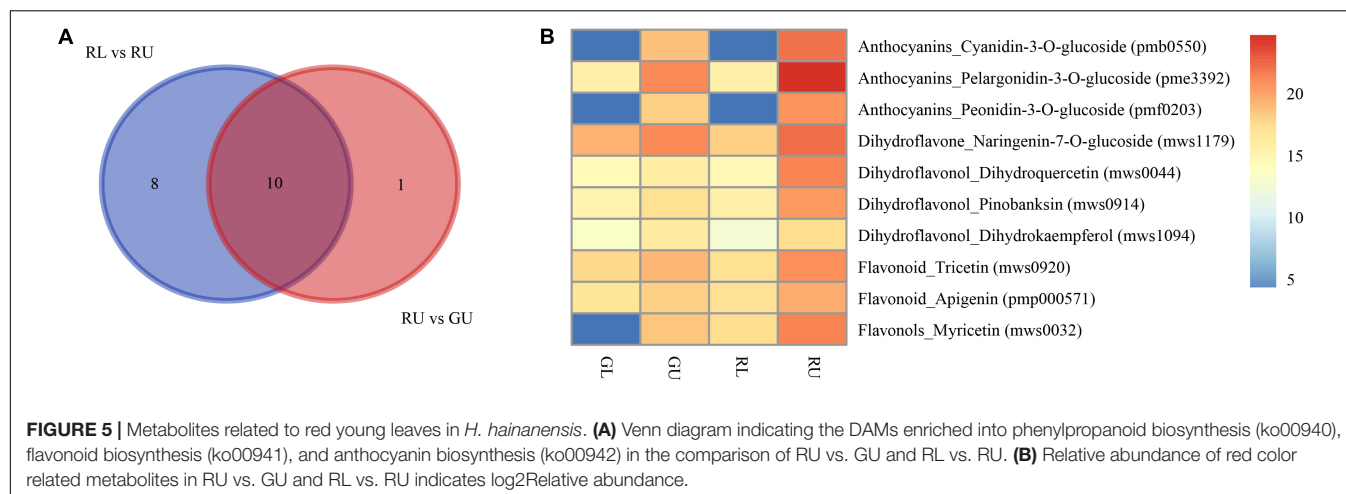 A
RL vs RU
8
10
1
RU vs GU
B
Anthocyanins_Cyanidin-3-O-glucoside (pmb0550)
Anthocyanins_Pelargonidin-3-O-glucoside (pme3392)
Anthocyanins_Peonidin-3-O-glucoside (pmf0203)
Dihydroflavone_Naringenin-7-O-glucoside (mws1179)
Dihydroflavonol_Dihydroquercetin (mws0044)
Dihydroflavonol_Pinobanksin (mws0914)
Dihydroflavonol_Dihydrokaempferol (mws1094)
Flavonoid_Tricetin (mws0920)
Flavonoid_Apigenin (pmp000571)
Flavonols_Myricetin (mws0032)
GL
GU
RL
RU
20
15
10
5
FIGURE 5 | Metabolites related to red young leaves in H. hainanensis. (A) Venn diagram indicating the DAMs enriched into phenylpropanoid biosynthesis (ko00940),
flavonoid biosynthesis (ko00941), and anthocyanin biosynthesis (ko00942) in the comparison of RU vs. GU and RL vs. RU. (B) Relative abundance of red color
related metabolites in RU vs. GU and RL vs. RU indicates log2Relative abundance.